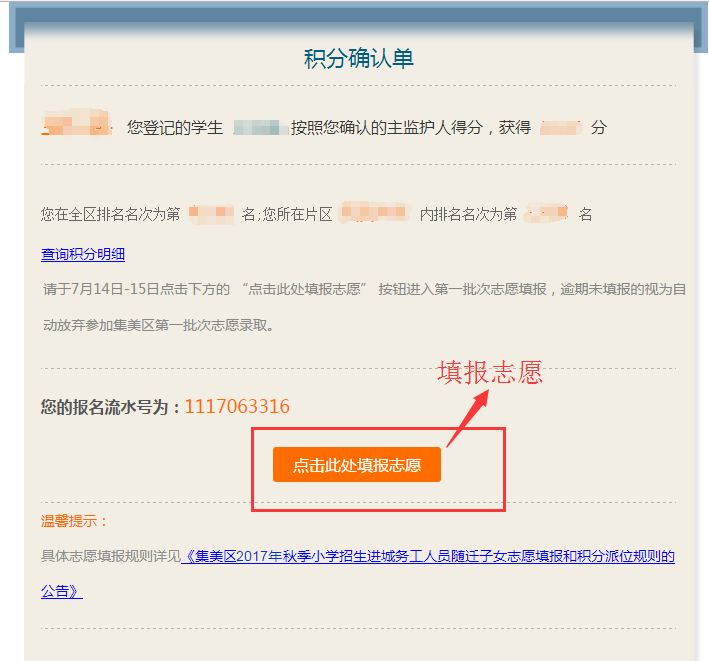 积分确认单
您登记的学生 按照您确认的主监护人得分，获得 分
您在全区排名名次为第 名;您所在片区 内排名名次为第 名
查询积分明细
请于7月14日-15日点击下方的 “点击此处填报志愿” 按钮进入第一批次志愿填报，逾期未填报的视为自
动放弃参加集美区第一批次志愿录取。
填报志愿
您的报名流水号为：1117063316
点击此处填报志愿
温馨提示：
具体志愿填报规则详见《集美区2017年秋季小学招生进城务工人员随迁子女志愿填报和积分派位规则的
公告》